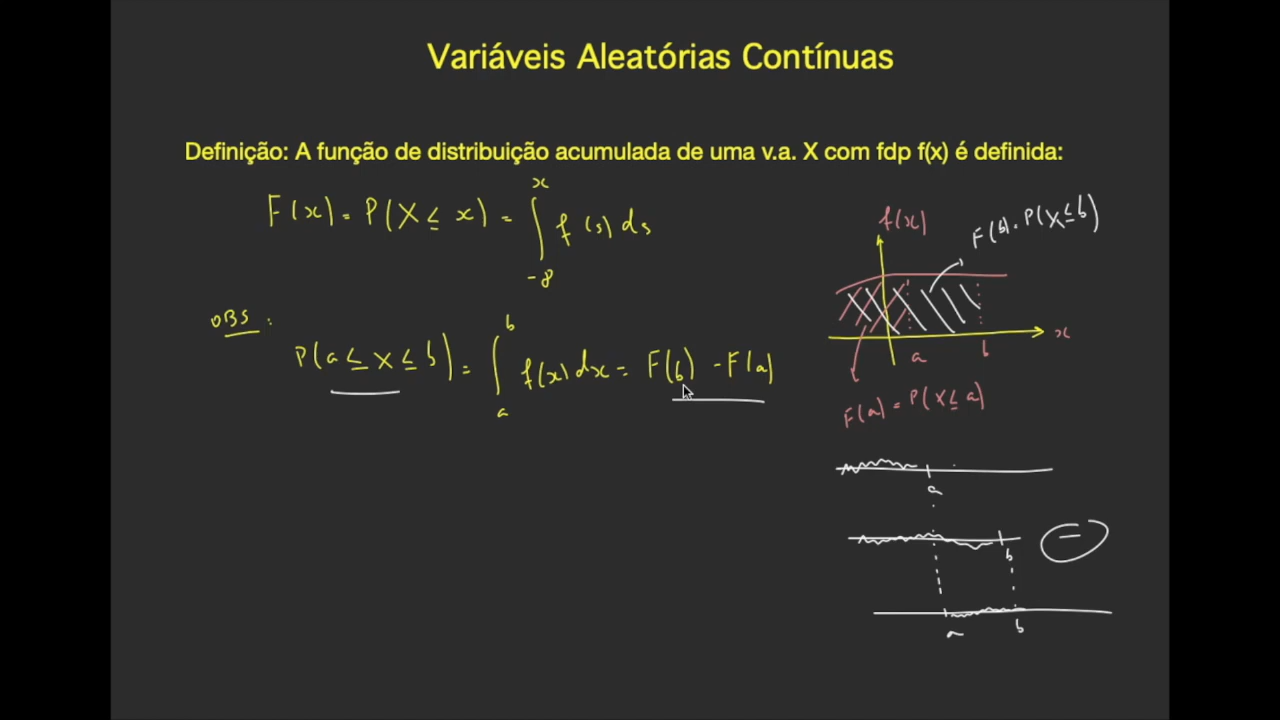 Variáveis Aleatórias Contínuas
Definição: A função de distribuição acumulada de uma v.a. X com fdp f(x) é definida:
F(x) = P(X ≤ x) = ∫_{-∞}^{x} f(s) ds
OBS:
P(a ≤ X ≤ b) = ∫_{a}^{b} f(x) dx = F(b) - F(a)
f(x)
F(b) = P(X ≤ b)
x
a b
F(a) = P(X ≤ a)
a
b
−
a b